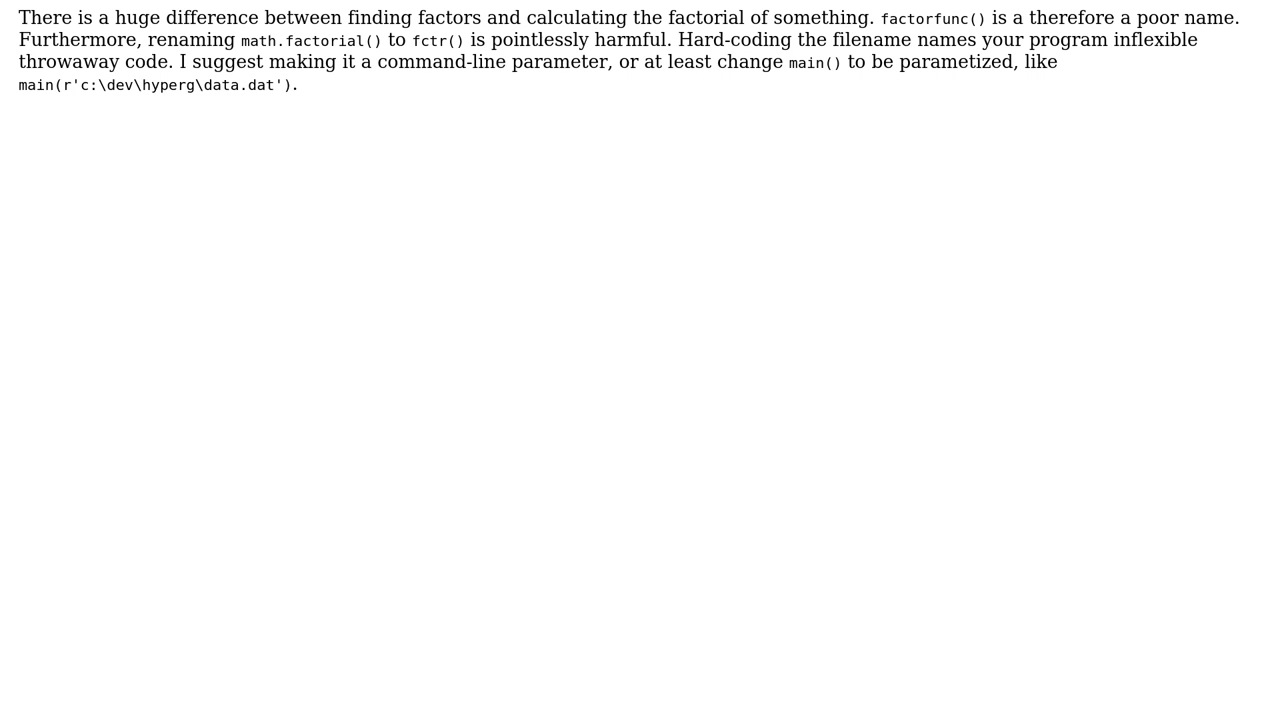 There is a huge difference between finding factors and calculating the factorial of something. factorfunc() is a therefore a poor name.
Furthermore, renaming math.factorial() to fctr() is pointlessly harmful. Hard-coding the filename names your program inflexible
throwaway code. I suggest making it a command-line parameter, or at least change main() to be parametized, like
main(r'c:\dev\hyperg\data.dat').